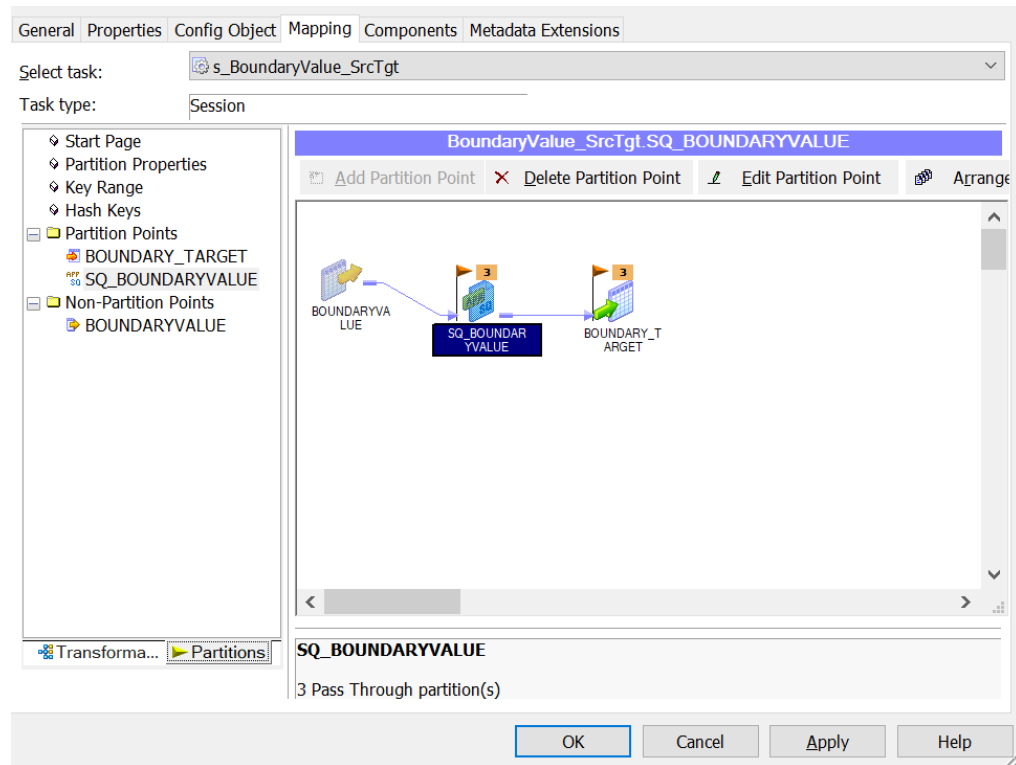 General Properties Config Object Mapping Components Metadata Extensions
Select task: s_BoundaryValue_SrcTgt
Task type: Session
Start Page
Partition Properties
Key Range
Hash Keys
Partition Points
BOUNDARY_TARGET
SQ_BOUNDARYVALUE
Non-Partition Points
BOUNDARYVALUE
Transforma... Partitions
BoundaryValue_SrcTgt.SQ_BOUNDARYVALUE
Add Partition Point Delete Partition Point Edit Partition Point Arrange
3 3
APP
SQ
BOUNDARYVA
LUE
SQ_BOUNDAR
YVALUE
BOUNDARY_T
ARGET
SQ_BOUNDARYVALUE
3 Pass Through partition(s)
OK Cancel Apply Help